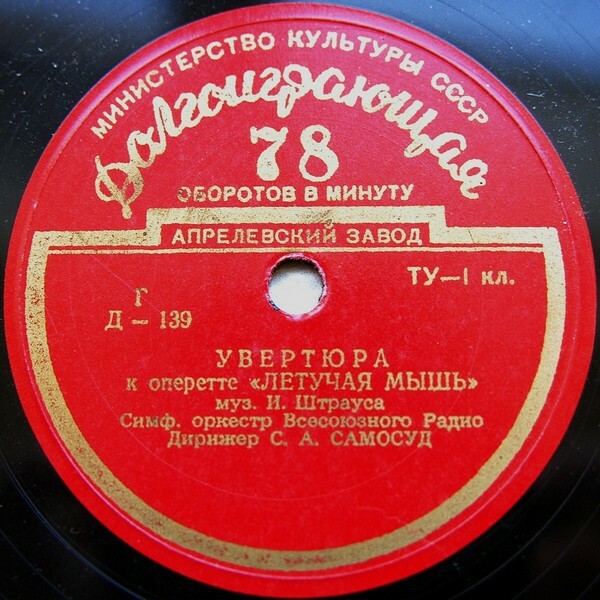 МИНИСТЕРСТВО КУЛЬТУРЫ СССР
Долгоиграющая
78
ОБОРОТОВ В МИНУТУ
АПРЕЛЕВСКИЙ ЗАВОД
ТУ—I кл.
Г
Д – 139
УВЕРТЮРА
к оперетте «ЛЕТУЧАЯ МЫШЬ»
муз. И. Штрауса
Симф. оркестр Всесоюзного Радио
Дирижер С. А. САМОСУД